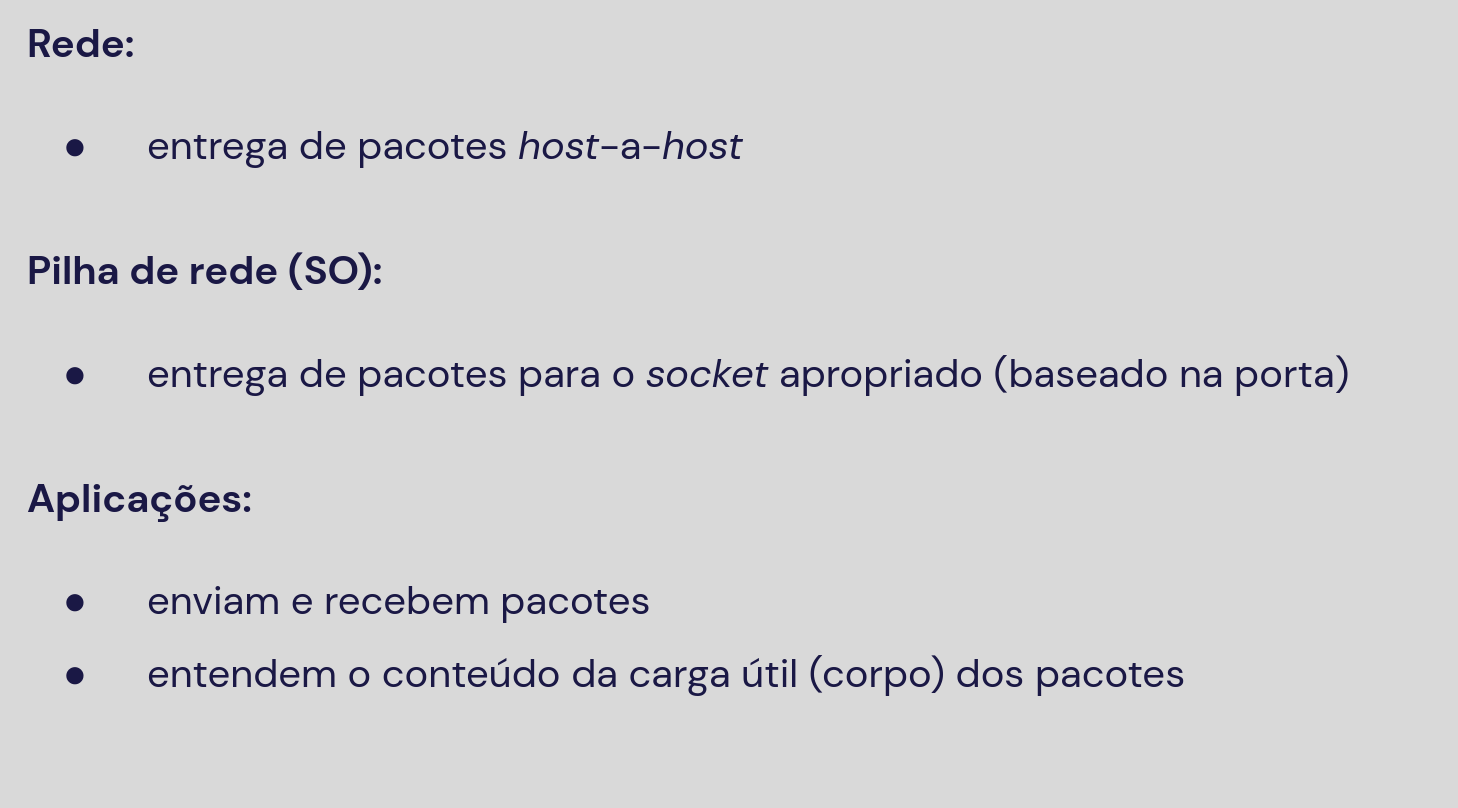 Rede:
● entrega de pacotes host-a-host
Pilha de rede (SO):
● entrega de pacotes para o socket apropriado (baseado na porta)
Aplicações:
● enviam e recebem pacotes
● entendem o conteúdo da carga útil (corpo) dos pacotes